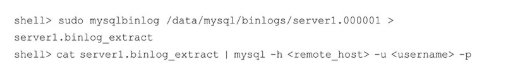 shell> sudo mysqlbinlog /data/mysql/binlogs/server1.000001 >
server1.binlog_extract
shell> cat server1.binlog_extract | mysql -h <remote_host> -u <username> -p